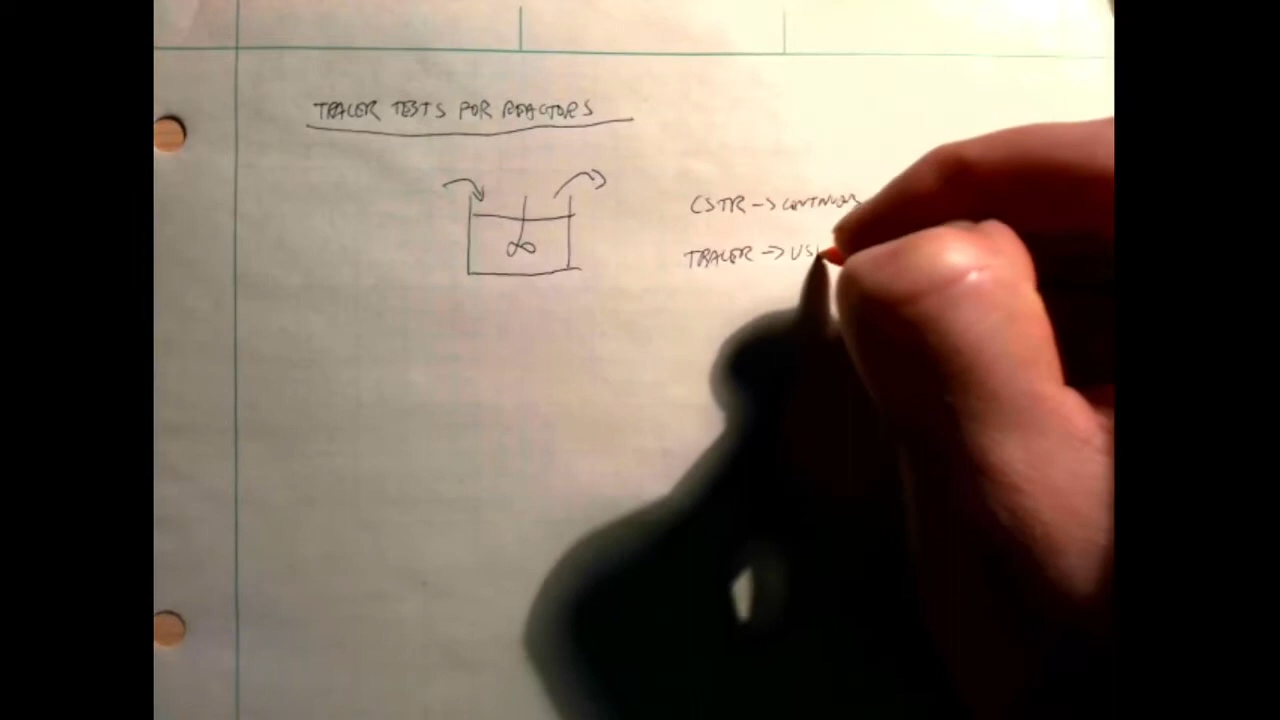 TRACER TESTS FOR REACTORS
CSTR -> CONTINUOUS
TRACER -> US